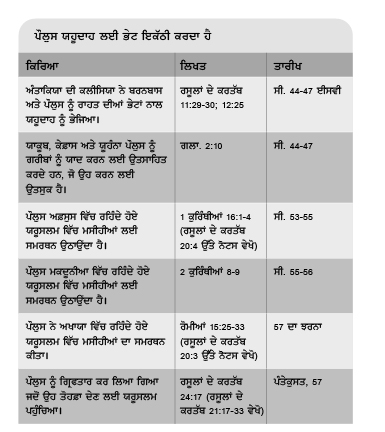 ਪੌਲੁਸ ਯਹੂਦਾਹ ਲਈ ਭੇਟ ਇਕੱਠੀ ਕਰਦਾ ਹੈ
ਕਿਰਿਆ ਲਿਖਤ ਤਾਰੀਖ
ਅੰਤਾਕਿਯਾ ਦੀ ਕਲੀਸਿਯਾ ਨੇ ਬਰਨਬਾਸ ਰਸੂਲਾਂ ਦੇ ਕਰਤੱਬ ਸੀ. 44-47 ਈਸਵੀ
ਅਤੇ ਪੌਲੁਸ ਨੂੰ ਰਾਹਤ ਦੀਆਂ ਭੇਟਾਂ ਨਾਲ 11:29-30; 12:25
ਯਹੂਦਾਹ ਨੂੰ ਭੇਜਿਆ।
ਯਾਕੂਬ, ਕੇਫ਼ਾਸ ਅਤੇ ਯੂਹੰਨਾ ਪੌਲੁਸ ਨੂੰ ਗਲਾ. 2:10 ਸੀ. 44-47
ਗਰੀਬਾਂ ਨੂੰ ਯਾਦ ਕਰਨ ਲਈ ਉਤਸਾਹਿਤ
ਕਰਦੇ ਹਨ, ਜੋ ਉਹ ਕਰਨ ਲਈ
ਉਤਸੁਕ ਹੈ।
ਪੌਲੁਸ ਅਫ਼ਸੁਸ ਵਿੱਚ ਰਹਿੰਦੇ ਹੋਏ 1 ਕੁਰਿੰਥੀਆਂ 16:1-4 ਸੀ. 53-55
ਯਰੂਸ਼ਲਮ ਵਿੱਚ ਮਸੀਹੀਆਂ ਲਈ (ਰਸੂਲਾਂ ਦੇ ਕਰਤੱਬ
ਸਮਰਥਨ ਉਠਾਉਂਦਾ ਹੈ। 20:4 ਉੱਤੇ ਨੋਟਸ ਵੇਖੋ)
ਪੌਲੁਸ ਮਕਦੂਨੀਆ ਵਿੱਚ ਰਹਿੰਦੇ ਹੋਏ 2 ਕੁਰਿੰਥੀਆਂ 8-9 ਸੀ. 55-56
ਯਰੂਸ਼ਲਮ ਵਿੱਚ ਮਸੀਹੀਆਂ ਲਈ
ਸਮਰਥਨ ਉਠਾਉਂਦਾ ਹੈ।
ਪੌਲੁਸ ਨੇ ਅਖਾਯਾ ਵਿੱਚ ਰਹਿੰਦੇ ਹੋਏ ਰੋਮੀਆਂ 15:25-33 57 ਦਾ ਝਰਨਾ
ਯਰੂਸ਼ਲਮ ਵਿੱਚ ਮਸੀਹੀਆਂ ਦਾ ਸਮਰਥਨ (ਰਸੂਲਾਂ ਦੇ ਕਰਤੱਬ
ਕੀਤਾ। 20:3 ਉੱਤੇ ਨੋਟਸ ਵੇਖੋ)
ਪੌਲੁਸ ਨੂੰ ਗ੍ਰਿਫਤਾਰ ਕਰ ਲਿਆ ਗਿਆ ਰਸੂਲਾਂ ਦੇ ਕਰਤੱਬ ਪੰਤੇਕੁਸਤ, 57
ਜਦੋਂ ਉਹ ਤੋਹਫ਼ਾ ਦੇਣ ਲਈ ਯਰੂਸ਼ਲਮ 24:17 (ਰਸੂਲਾਂ ਦੇ
ਪਹੁੰਚਿਆ। ਕਰਤੱਬ 21:17-33 ਵੇਖੋ)